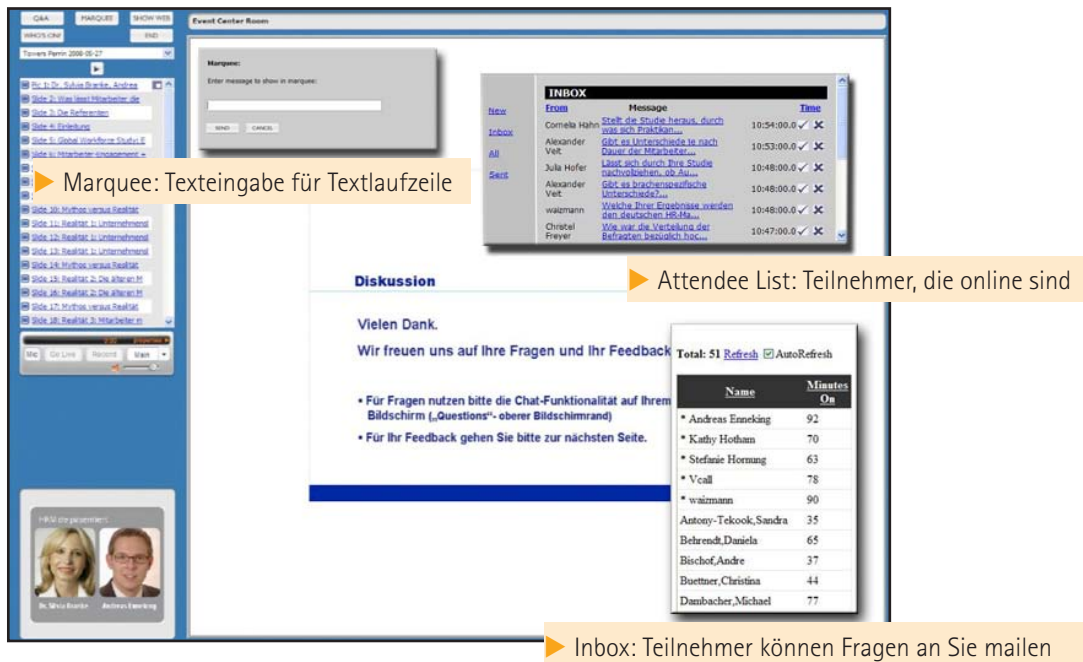 Q&A MARQUEE SHOW WEB
WHO'S ON? END
Towers Perrin 2008-05-27
Pic 1: Dr. Silvia Branke, Andrea
Slide 2: Was lässt Mitarbeiter die
Slide 3: Die Referenten
Slide 4: Einleitung
Slide 5: Global Workforce Study: E
Slide 6: Mitarbeiter-Engagement =
Slide 10: Mythos versus Realität
Slide 11: Realität 1: Unternehmend
Slide 12: Realität 1: Unternehmend
Slide 13: Realität 1: Unternehmend
Slide 14: Mythos versus Realität
Slide 15: Realität 2: Die älteren M
Slide 16: Realität 2: Die älteren M
Slide 17: Mythos versus Realität
Slide 18: Realität 3: Mitarbeiter m
Mic Go Live Record Main
HRM.de präsentiert:
Dr. Silvia Branke Andreas Enneking
Event Center Room
Marquee:
Enter message to show in marquee:
SEND CANCEL
Marquee: Texteingabe für Textlaufzeile
New
Inbox
All
Sent
INBOX
From Message Time
Cornelia Hahn Stellt die Studie heraus, durch
was sich Praktikan... 10:54:00.0
Alexander Veit Gibt es Unterschiede je nach
Dauer der Mitarbeiter... 10:53:00.0
Jula Hofer Lässt sich durch Ihre Studie
nachvollziehen, ob Au... 10:48:00.0
Alexander Veit Gibt es brachenspezifische
Unterschiede?... 10:48:00.0
waizmann Welche Ihrer Ergebnisse werden
den deutschen HR-Ma... 10:48:00.0
Christel Freyer Wie war die Verteilung der
Befragten bezüglich hoc... 10:47:00.0
Attendee List: Teilnehmer, die online sind
Diskussion
Vielen Dank.
Wir freuen uns auf Ihre Fragen und Ihr Feedback
• Für Fragen nutzen bitte die Chat-Funktionalität auf Ihrem
Bildschirm („Questions“- oberer Bildschirmrand)
• Für Ihr Feedback gehen Sie bitte zur nächsten Seite.
Total: 51 Refresh AutoRefresh
Name Minutes On
* Andreas Enneking 92
* Kathy Hotham 70
* Stefanie Hornung 63
* Vcall 78
* waizmann 90
Antony-Tekook,Sandra 35
Behrendt,Daniela 65
Bischof,Andre 37
Buettner,Christina 44
Dambacher,Michael 77
Inbox: Teilnehmer können Fragen an Sie mailen